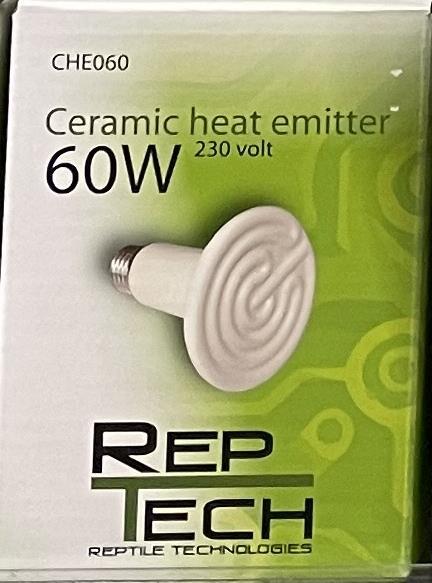 CHE060
Ceramic heat emitter
60W 230 volt
REP
TECH
REPTILE TECHNOLOGIES